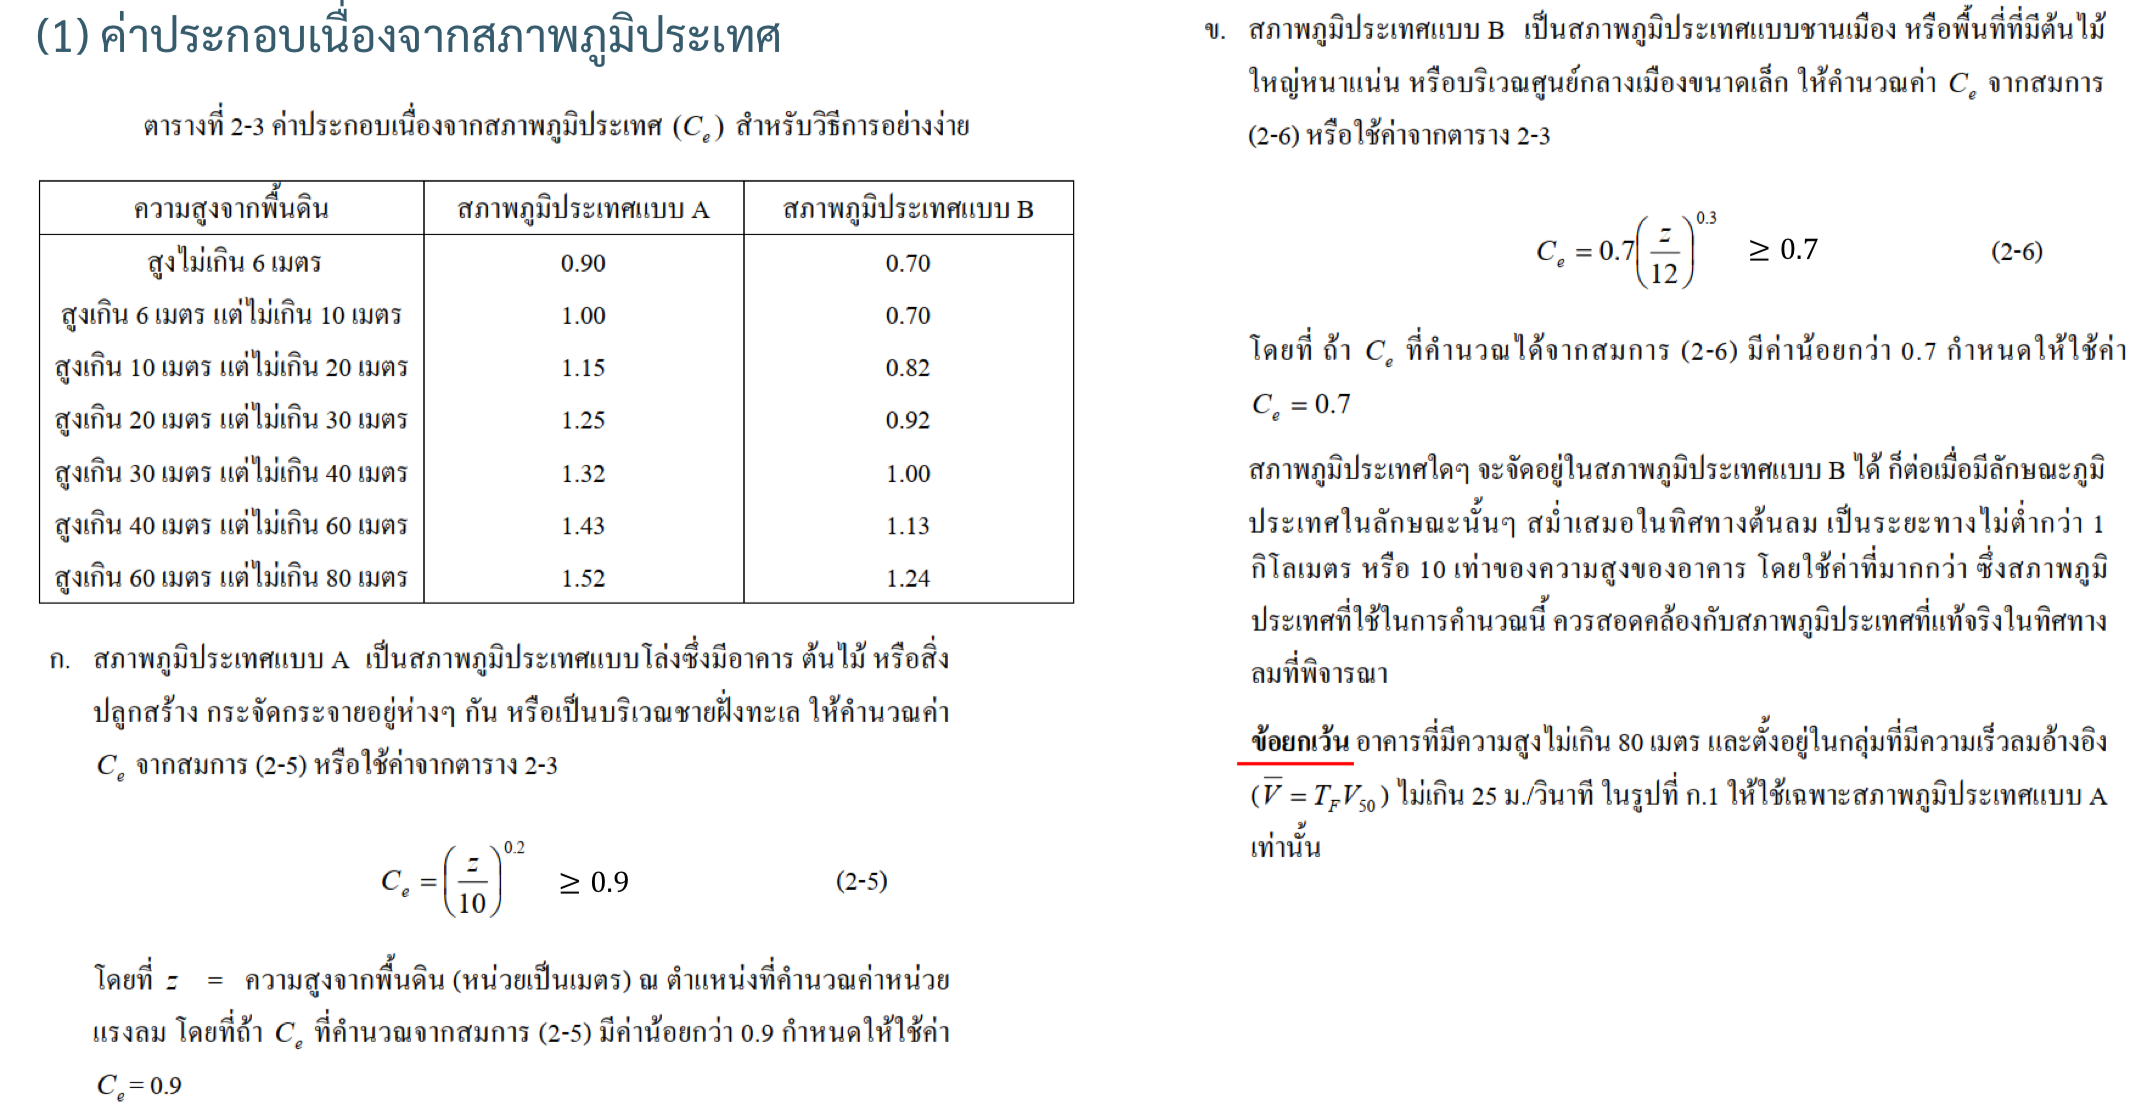 (1) ค่าประกอบเนื่องจากสภาพภูมิประเทศ
ตารางที่ 2-3 ค่าประกอบเนื่องจากสภาพภูมิประเทศ (C_e) สำหรับวิธีการอย่างง่าย
ความสูงจากพื้นดิน สภาพภูมิประเทศแบบ A สภาพภูมิประเทศแบบ B
สูงไม่เกิน 6 เมตร 0.90 0.70
สูงเกิน 6 เมตร แต่ไม่เกิน 10 เมตร 1.00 0.70
สูงเกิน 10 เมตร แต่ไม่เกิน 20 เมตร 1.15 0.82
สูงเกิน 20 เมตร แต่ไม่เกิน 30 เมตร 1.25 0.92
สูงเกิน 30 เมตร แต่ไม่เกิน 40 เมตร 1.32 1.00
สูงเกิน 40 เมตร แต่ไม่เกิน 60 เมตร 1.43 1.13
สูงเกิน 60 เมตร แต่ไม่เกิน 80 เมตร 1.52 1.24
ก. สภาพภูมิประเทศแบบ A เป็นสภาพภูมิประเทศแบบโล่งซึ่งมีอาคาร ต้นไม้ หรือสิ่ง
ปลูกสร้าง กระจัดกระจายอยู่ห่างๆ กัน หรือเป็นบริเวณชายฝั่งทะเล ให้คำนวณค่า
C_e จากสมการ (2-5) หรือใช้ค่าจากตาราง 2-3
C_e = (z/10)^0.2 ≥ 0.9 (2-5)
โดยที่ z = ความสูงจากพื้นดิน (หน่วยเป็นเมตร) ณ ตำแหน่งที่คำนวณค่าหน่วย
แรงลม โดยที่ถ้า C_e ที่คำนวณจากสมการ (2-5) มีค่าน้อยกว่า 0.9 กำหนดให้ใช้ค่า
C_e = 0.9
ข. สภาพภูมิประเทศแบบ B เป็นสภาพภูมิประเทศแบบชานเมือง หรือพื้นที่ที่มีต้นไม้
ใหญ่หนาแน่น หรือบริเวณศูนย์กลางเมืองขนาดเล็ก ให้คำนวณค่า C_e จากสมการ
(2-6) หรือใช้ค่าจากตาราง 2-3
C_e = 0.7(z/12)^0.3 ≥ 0.7 (2-6)
โดยที่ ถ้า C_e ที่คำนวณได้จากสมการ (2-6) มีค่าน้อยกว่า 0.7 กำหนดให้ใช้ค่า
C_e = 0.7
สภาพภูมิประเทศใดๆ จะจัดอยู่ในสภาพภูมิประเทศแบบ B ได้ ก็ต่อเมื่อมีลักษณะภูมิ
ประเทศในลักษณะนั้นๆ สม่ำเสมอในทิศทางต้นลม เป็นระยะทางไม่ต่ำกว่า 1
กิโลเมตร หรือ 10 เท่าของความสูงของอาคาร โดยใช้ค่าที่มากกว่า ซึ่งสภาพภูมิ
ประเทศที่ใช้ในการคำนวณนี้ ควรสอดคล้องกับสภาพภูมิประเทศที่แท้จริงในทิศทาง
ลมที่พิจารณา
ข้อยกเว้น อาคารที่มีความสูงไม่เกิน 80 เมตร และตั้งอยู่ในกลุ่มที่มีความเร็วลมอ้างอิง
(V̅ = T_F V_50) ไม่เกิน 25 ม./วินาที ในรูปที่ ก.1 ให้ใช้เฉพาะสภาพภูมิประเทศแบบ A
เท่านั้น